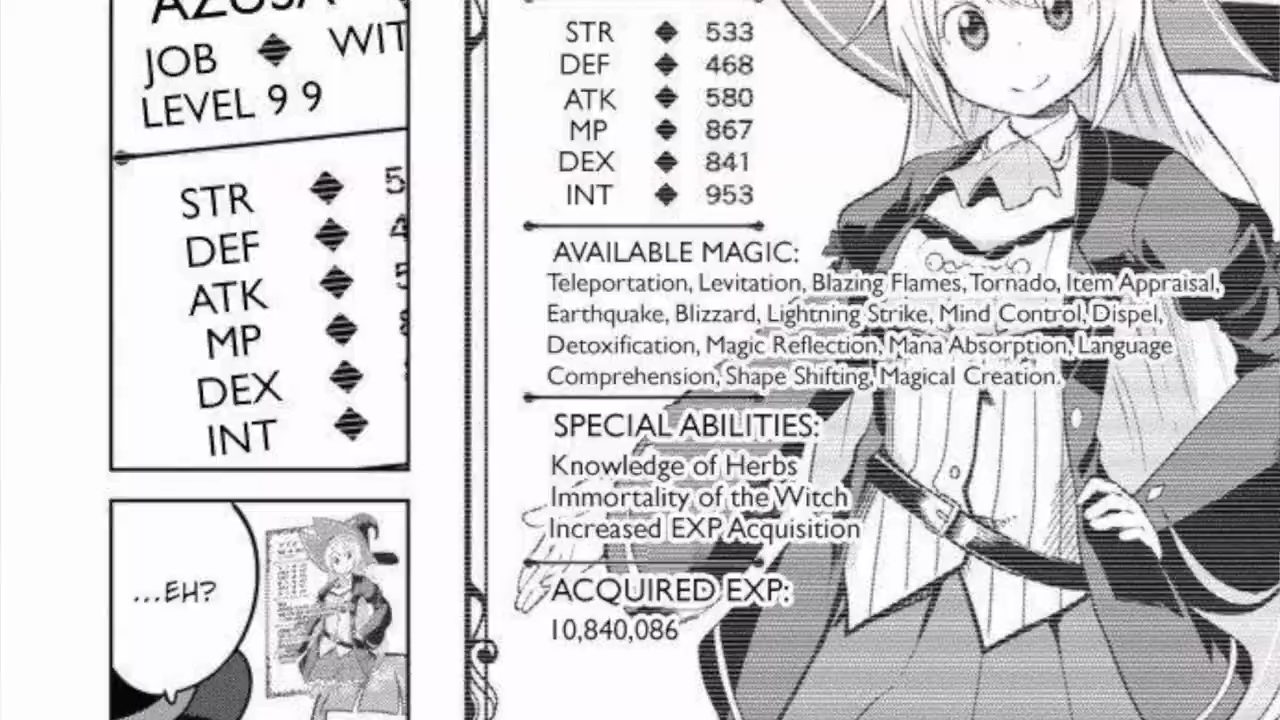 AZUSA
JOB ◆ WIT
LEVEL 99
STR ◆ 5
DEF ◆ 4
ATK ◆ 5
MP ◆
DEX ◆
INT ◆
...EH?
STR ◆ 533
DEF ◆ 468
ATK ◆ 580
MP ◆ 867
DEX ◆ 841
INT ◆ 953
AVAILABLE MAGIC:
Teleportation, Levitation, Blazing Flames, Tornado, Item Appraisal,
Earthquake, Blizzard, Lightning Strike, Mind Control, Dispel,
Detoxification, Magic Reflection, Mana Absorption, Language
Comprehension, Shape Shifting, Magical Creation.
SPECIAL ABILITIES:
Knowledge of Herbs
Immortality of the Witch
Increased EXP Acquisition
ACQUIRED EXP:
10,840,086